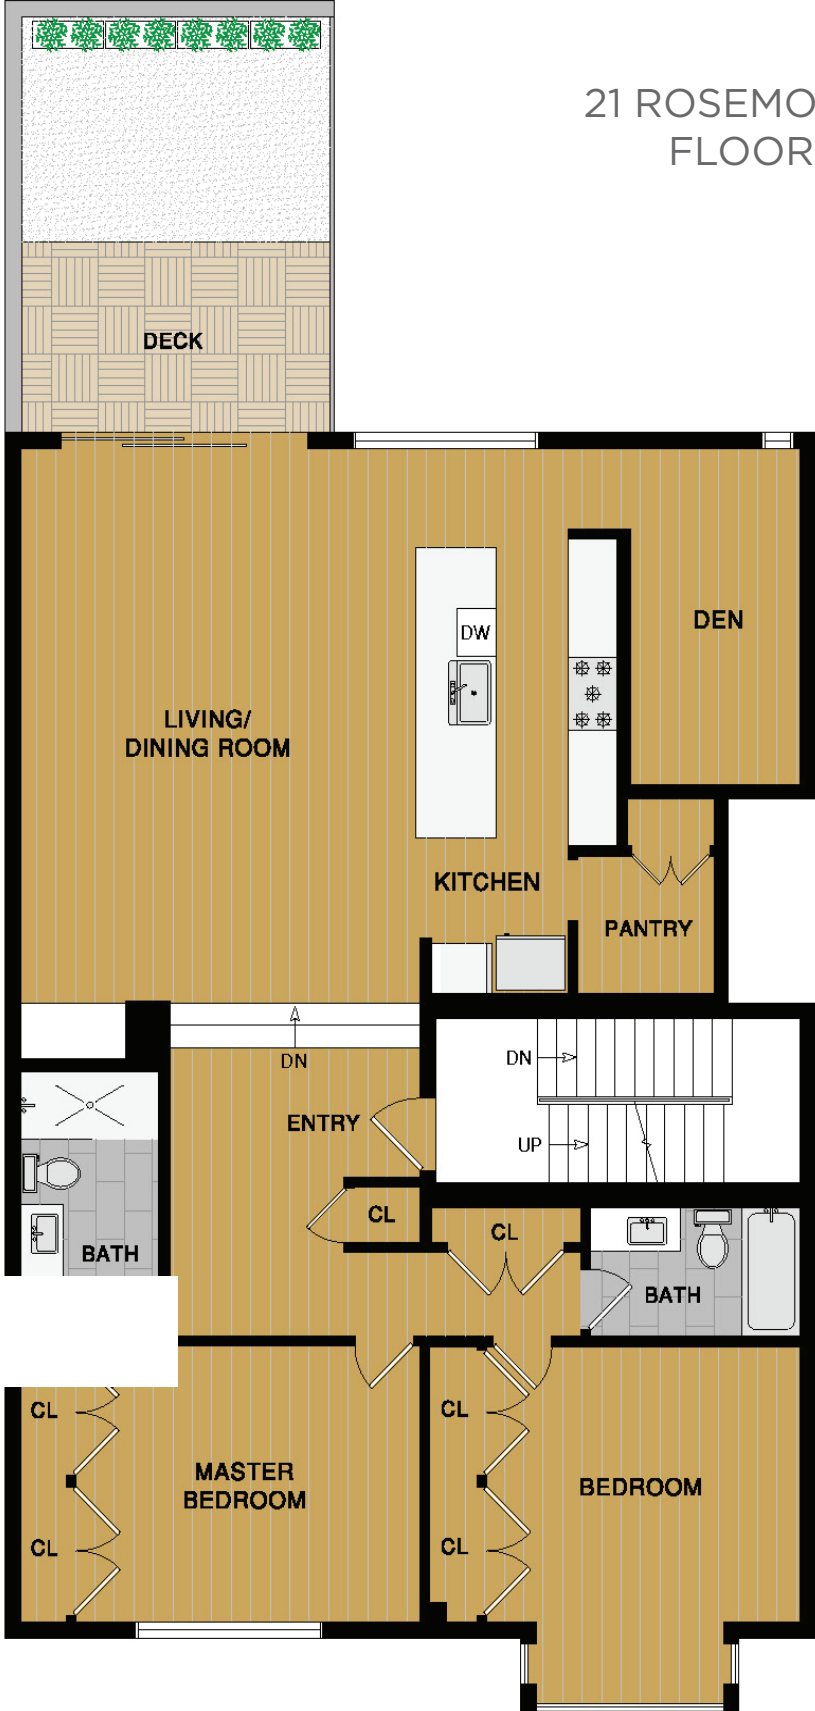 21 ROSEMO
FLOOR
DECK
DEN
DW
LIVING/
DINING ROOM
KITCHEN
PANTRY
DN
DN
ENTRY
UP
CL
CL
BATH
BATH
CL
CL
MASTER
BEDROOM
BEDROOM
CL
CL